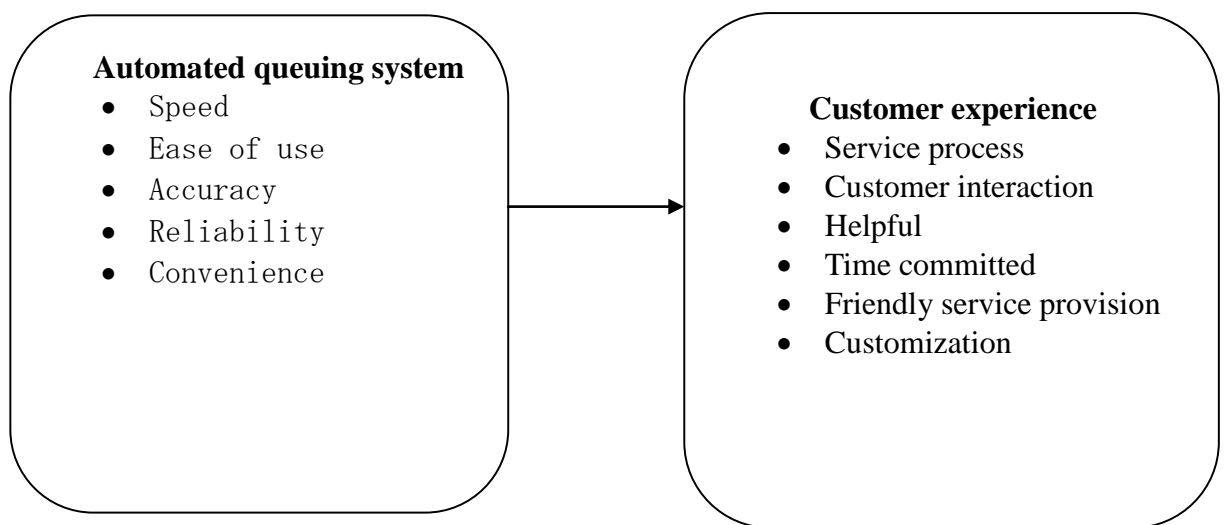 Automated queuing system
• Speed
• Ease of use
• Accuracy
• Reliability
• Convenience
Customer experience
• Service process
• Customer interaction
• Helpful
• Time committed
• Friendly service provision
• Customization